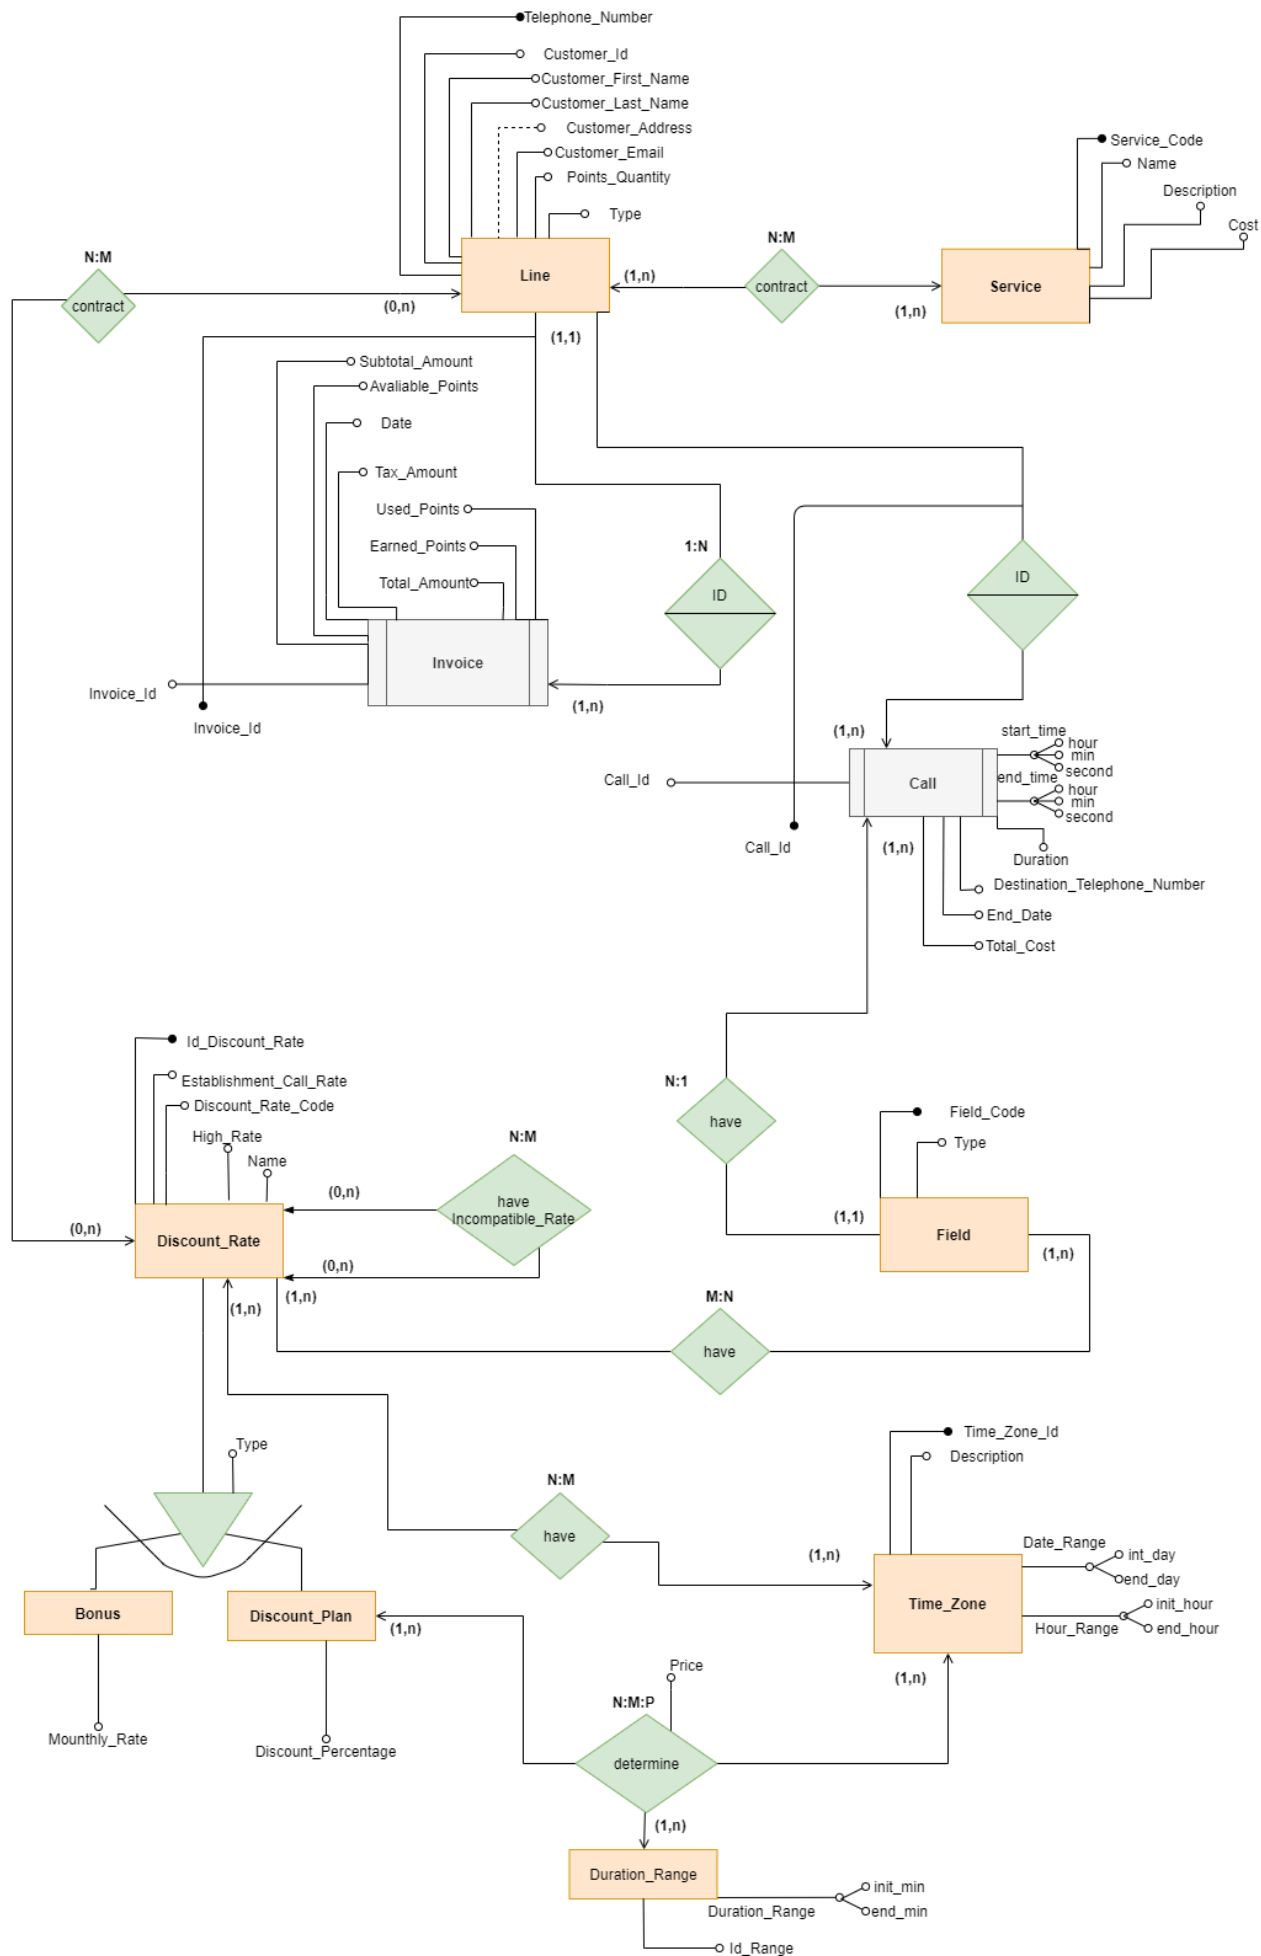 Telephone_Number
Customer_Id
Customer_First_Name
Customer_Last_Name
Customer_Address
Customer_Email
Points_Quantity
Type
Service_Code
Name
Description
Cost
N:M
contract
(0,n)
Line
(1,n)
N:M
contract
(1,n)
Service
(1,1)
Subtotal_Amount
Avaliable_Points
Date
Tax_Amount
Used_Points
Earned_Points
Total_Amount
1:N
ID
ID
Invoice
Invoice_Id
Invoice_Id
(1,n)
(1,n)
start_time
hour
min
second
Call_Id
Call
end_time
hour
min
second
Call_Id
(1,n)
Duration
Destination_Telephone_Number
End_Date
Total_Cost
Id_Discount_Rate
Establishment_Call_Rate
Discount_Rate_Code
High_Rate
Name
N:M
have
Incompatible_Rate
(0,n)
(0,n)
(0,n)
Discount_Rate
(1,n)
(1,n)
N:1
have
Field_Code
Type
(1,1)
Field
(1,n)
M:N
have
Type
Time_Zone_Id
Description
N:M
have
(1,n)
Date_Range
int_day
end_day
Time_Zone
init_hour
Hour_Range
end_hour
Bonus
Discount_Plan
(1,n)
(1,n)
Price
N:M:P
determine
Mounthly_Rate
Discount_Percentage
(1,n)
Duration_Range
init_min
Duration_Range
end_min
Id_Range